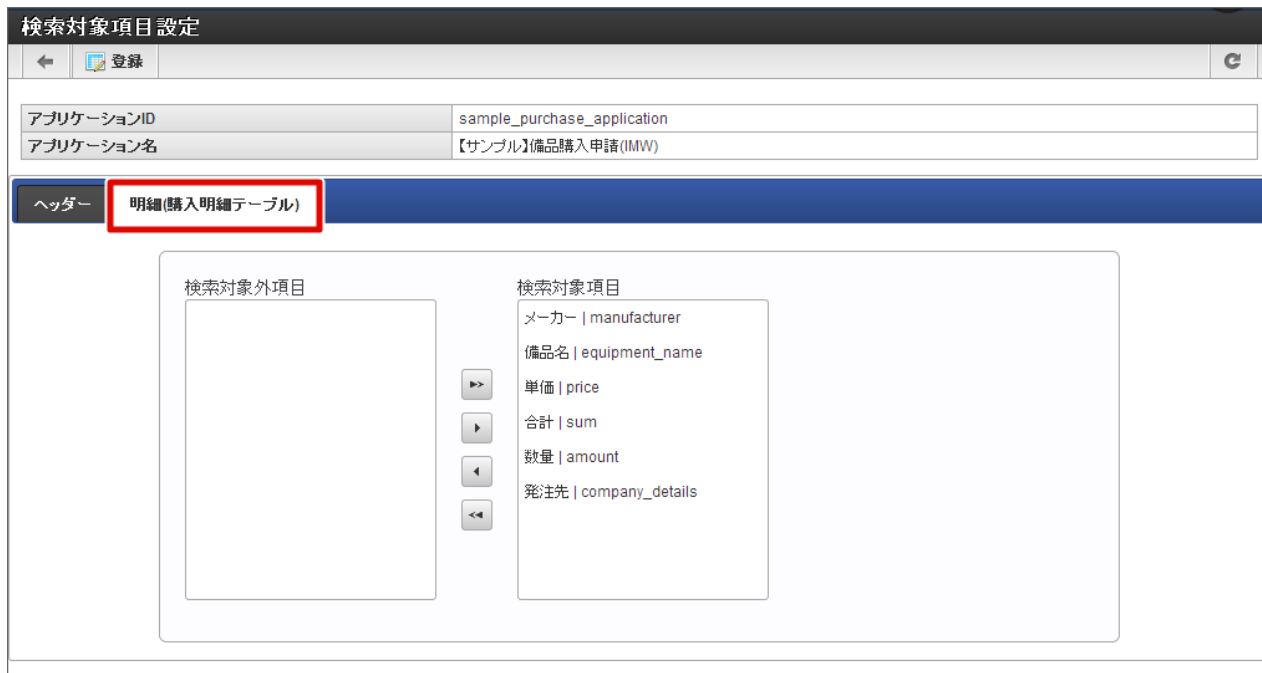 検索対象項目設定
登録
アプリケーションID sample_purchase_application
アプリケーション名 【サンプル】備品購入申請(IMW)
ヘッダー 明細(購入明細テーブル)
検索対象外項目 検索対象項目
メーカー | manufacturer
備品名 | equipment_name
単価 | price
合計 | sum
数量 | amount
発注先 | company_details